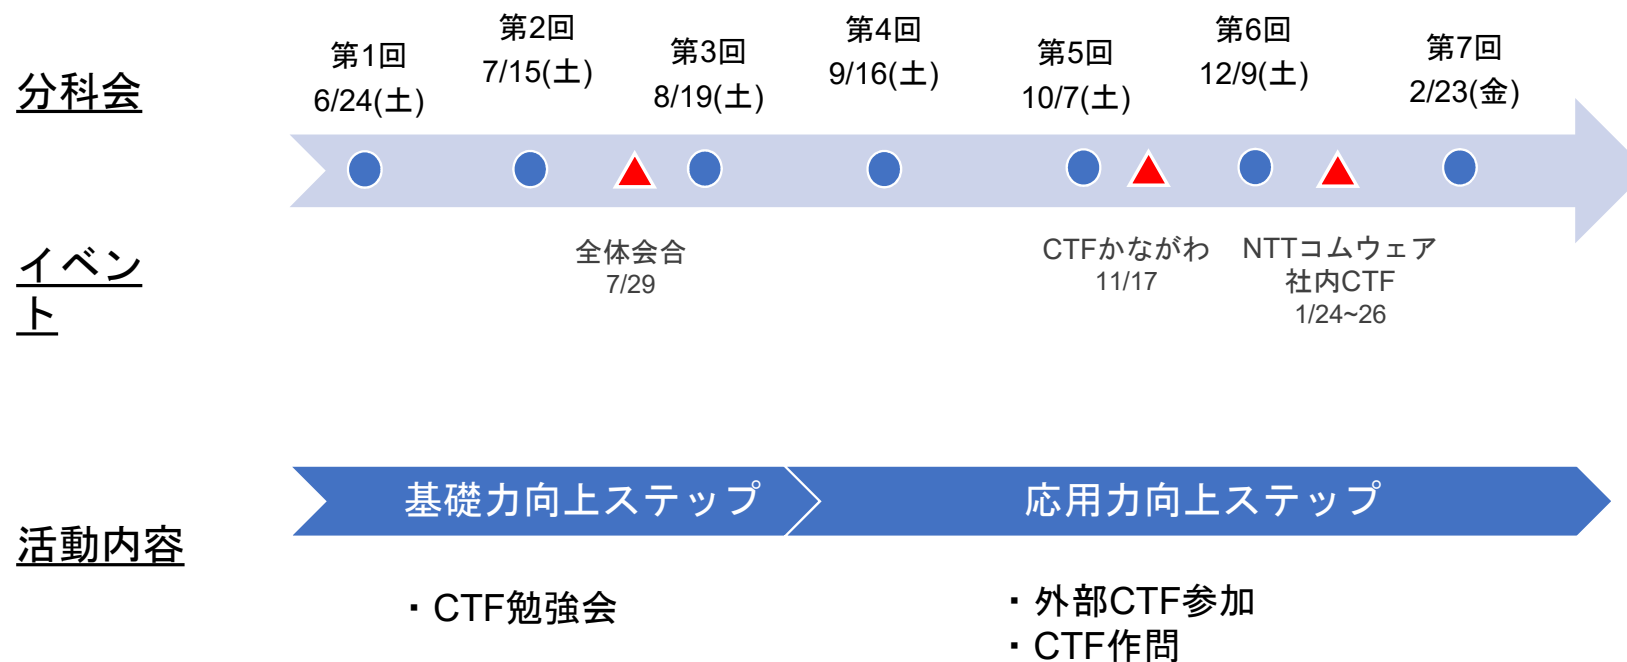 分科会
第1回
6/24(土)
第2回
7/15(土)
第3回
8/19(土)
第4回
9/16(土)
第5回
10/7(土)
第6回
12/9(土)
第7回
2/23(金)
イベン
ト
全体会合
7/29
CTFかながわ
11/17
NTTコムウェア
社内CTF
1/24~26
活動内容
基礎力向上ステップ
応用力向上ステップ
・CTF勉強会
・外部CTF参加
・CTF作問